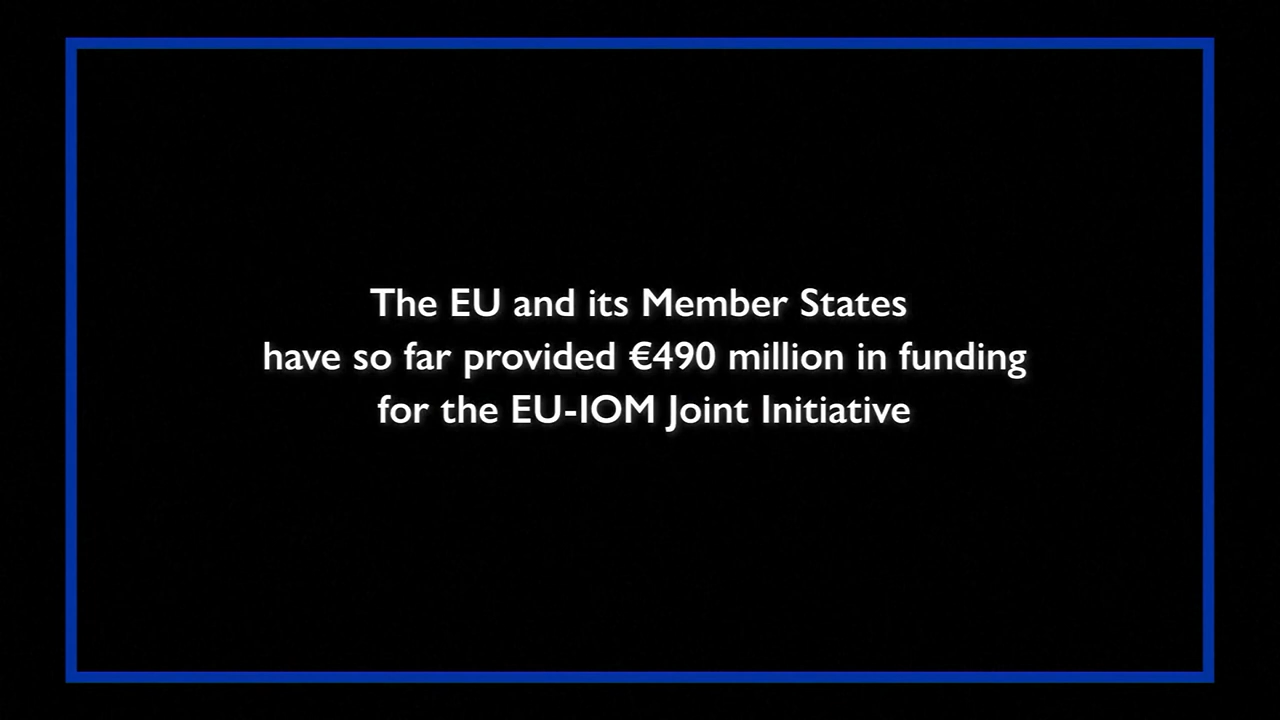 The EU and its Member States
have so far provided €490 million in funding
for the EU-IOM Joint Initiative